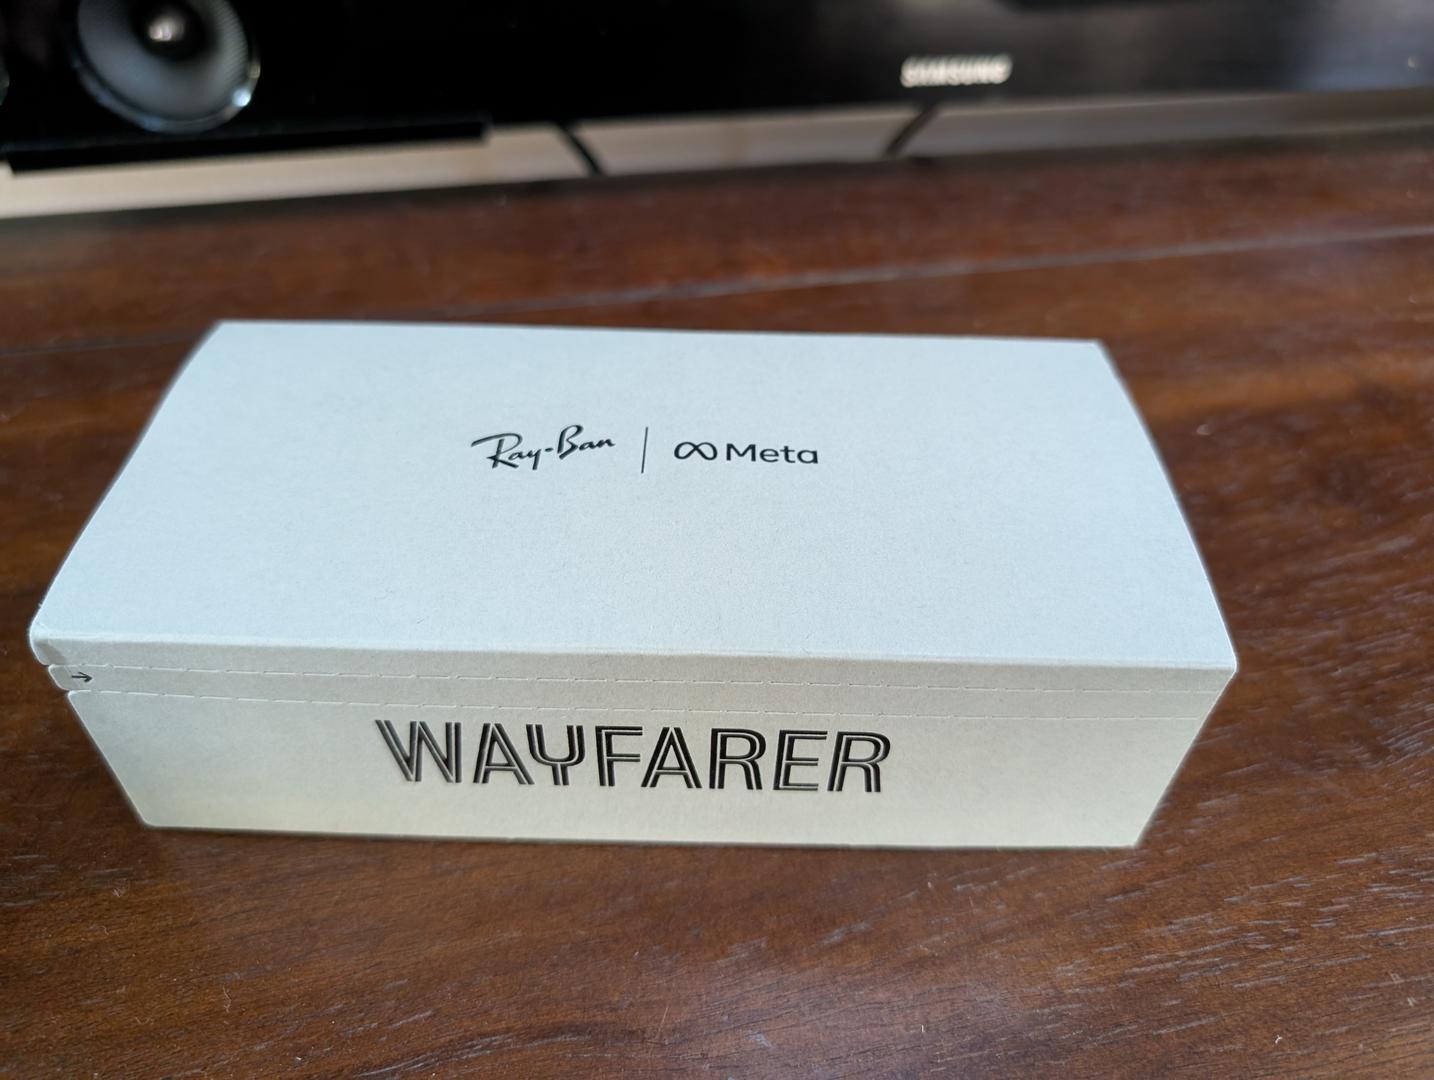 SAMSUNG
Ray-Ban | Meta
WAYFARER